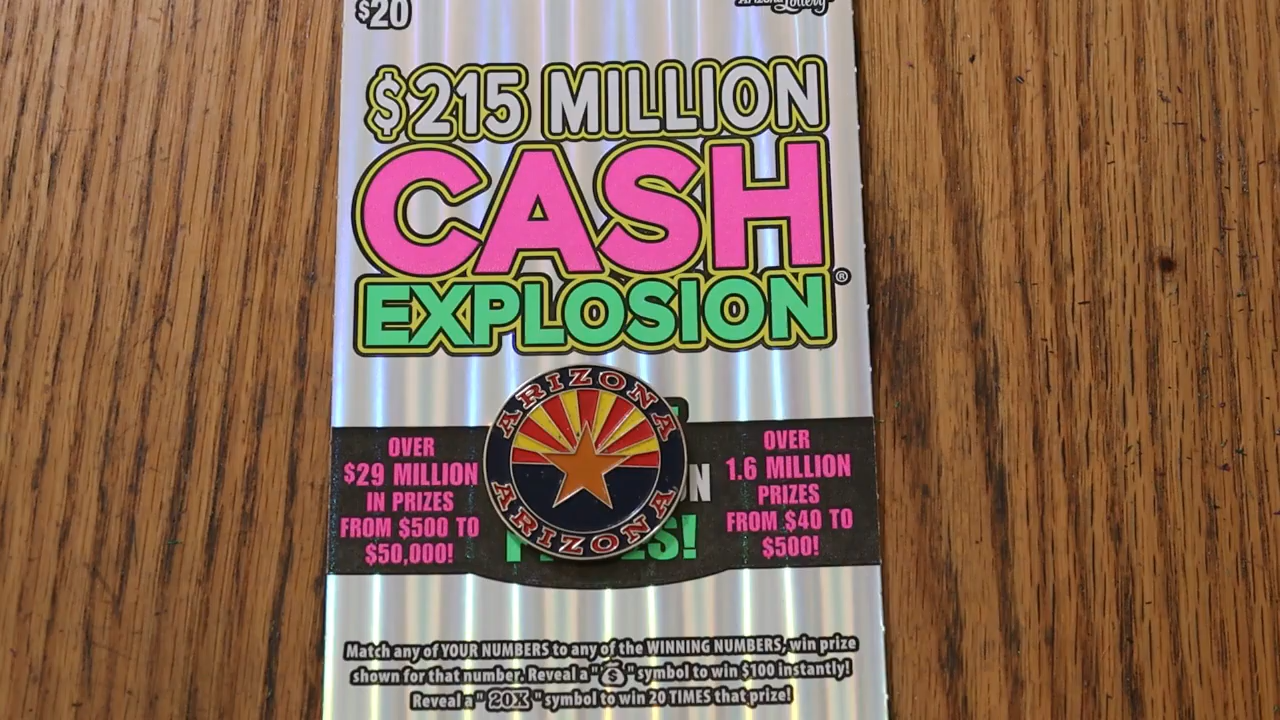 $20
Arizona Lottery
$215 MILLION
CASH
EXPLOSION®
ARIZONA
ARIZONA
OVER
$29 MILLION
IN PRIZES
FROM $500 TO
$50,000!
OVER
1.6 MILLION
PRIZES
FROM $40 TO
$500!
Match any of YOUR NUMBERS to any of the WINNING NUMBERS, win prize
shown for that number. Reveal a "$" symbol to win $100 instantly!
Reveal a "20X" symbol to win 20 TIMES that prize!